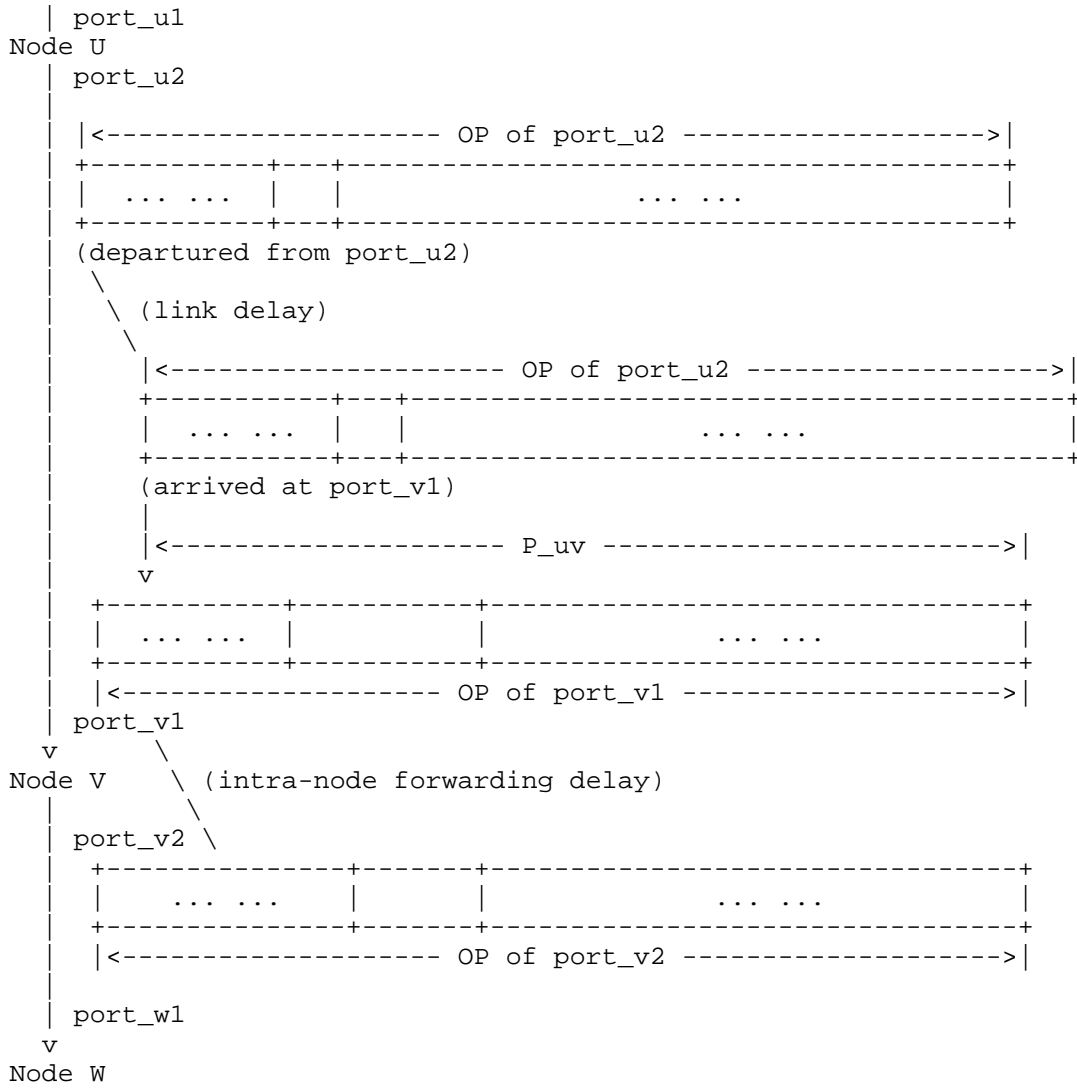 | port_u1
Node U
| port_u2
|
| |<--------------------- OP of port_u2 ------------------->|
| +-----------+---+------------------------------------------+
| | ... ... | | ... ... |
| +-----------+---+------------------------------------------+
| (departured from port_u2)
| \
| \ (link delay)
| \
| |<--------------------- OP of port_u2 ------------------->|
| +-----------+---+------------------------------------------+
| | ... ... | | ... ... |
| +-----------+---+------------------------------------------+
| (arrived at port_v1)
| |
| |<--------------------- P_uv ------------------------->|
| v
| +-----------+-----------+----------------------------------+
| | ... ... | | ... ... |
| +-----------+-----------+----------------------------------+
| |<-------------------- OP of port_v1 -------------------->|
| port_v1
v \
Node V \ (intra-node forwarding delay)
| \
| port_v2 \
| +---------------+-------+----------------------------------+
| | ... ... | | ... ... |
| +---------------+-------+----------------------------------+
| |<-------------------- OP of port_v2 -------------------->|
|
| port_w1
v
Node W